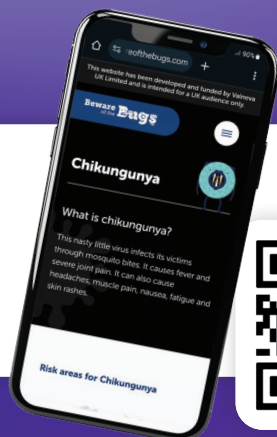 90%
eofthebugs.com
This website has been developed and funded by Valneva
UK Limited and is intended for a UK audience only.
Beware
of the Bugs
Chikungunya
What is chikungunya?
This nasty little virus infects its victims
through mosquito bites. It causes fever and
severe joint pain. It can also cause
headaches, muscle pain, nausea, fatigue and
skin rashes.
Risk areas for Chikungunya